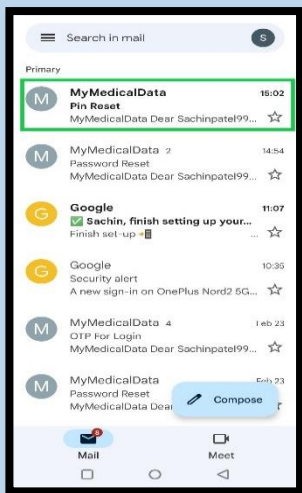 Search in mail
S
Primary
M
MyMedicalData
15:02
Pin Reset
MyMedicalData Dear Sachinpatel99...
M
MyMedicalData 2
14:54
Password Reset
MyMedicalData Dear Sachinpatel99...
G
Google
11:07
✅ Sachin, finish setting up your...
Finish set-up
...
G
Google
10:35
Security alert
A new sign-in on OnePlus Nord2 5G...
M
MyMedicalData 4
1 Feb 23
OTP For Login
MyMedicalData Dear Sachinpatel99...
M
MyMedicalData
Feb 23
Password Reset
MyMedicalData Dear
Compose
8
Mail
Meet